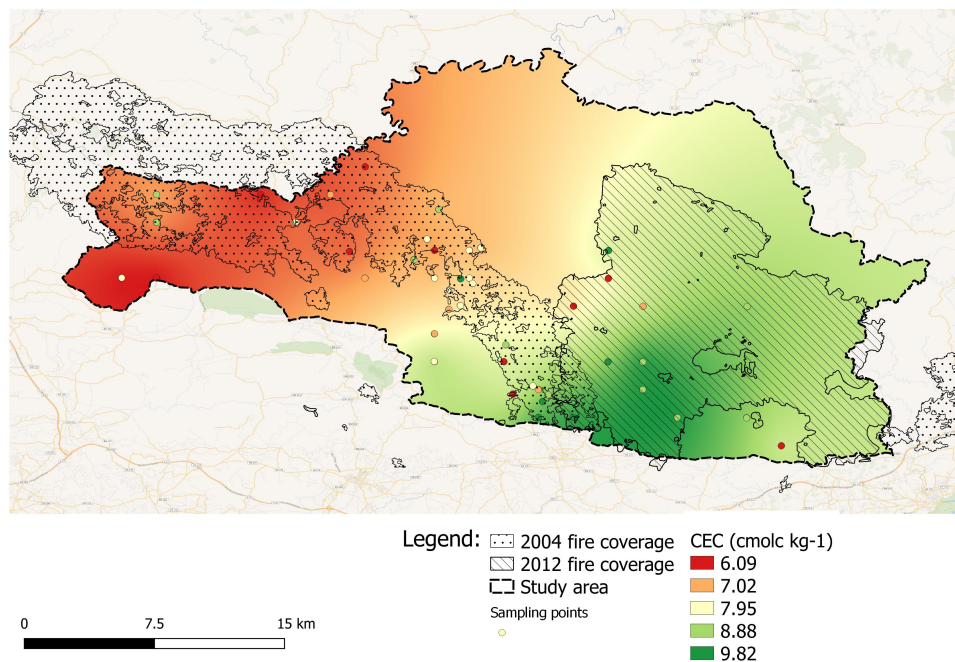 Legend:
2004 fire coverage
2012 fire coverage
Study area
Sampling points
CEC (cmolc kg-1)
6.09
7.02
7.95
8.88
9.82
0 7.5 15 km